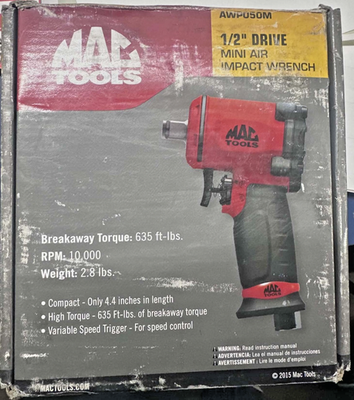 AWP050M
MAC
TOOLS
1/2" DRIVE
MINI AIR
IMPACT WRENCH
MAC
TOOLS
Breakaway Torque: 635 ft-lbs.
RPM: 10,000
Weight: 2.8 lbs.
• Compact - Only 4.4 inches in length
• High Torque - 635 Ft-lbs. of breakaway torque
• Variable Speed Trigger - For speed control
MAC
TOOLS
WARNING: Read instruction manual
ADVERTENCIA: Lea el manual de instrucciones
AVERTISSEMENT: Lire le mode d'emploi
MACTOOLS.COM
© 2015 Mac Tools